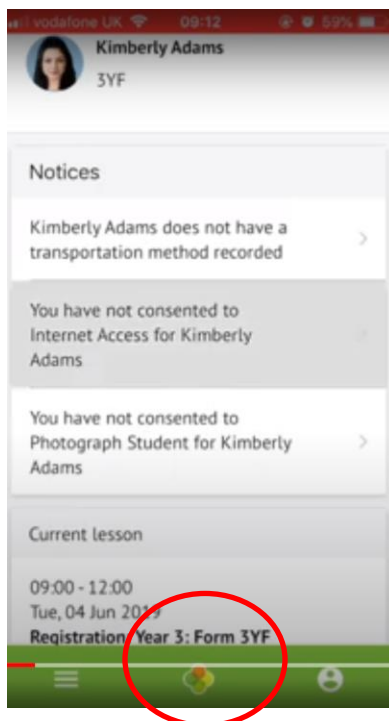 vodafone UK 09:12 59%
Kimberly Adams
3YF
Notices
Kimberly Adams does not have a
transportation method recorded
You have not consented to
Internet Access for Kimberly
Adams
You have not consented to
Photograph Student for Kimberly
Adams
Current lesson
09:00 - 12:00
Tue, 04 Jun 2019
Registration: Year 3: Form 3YF